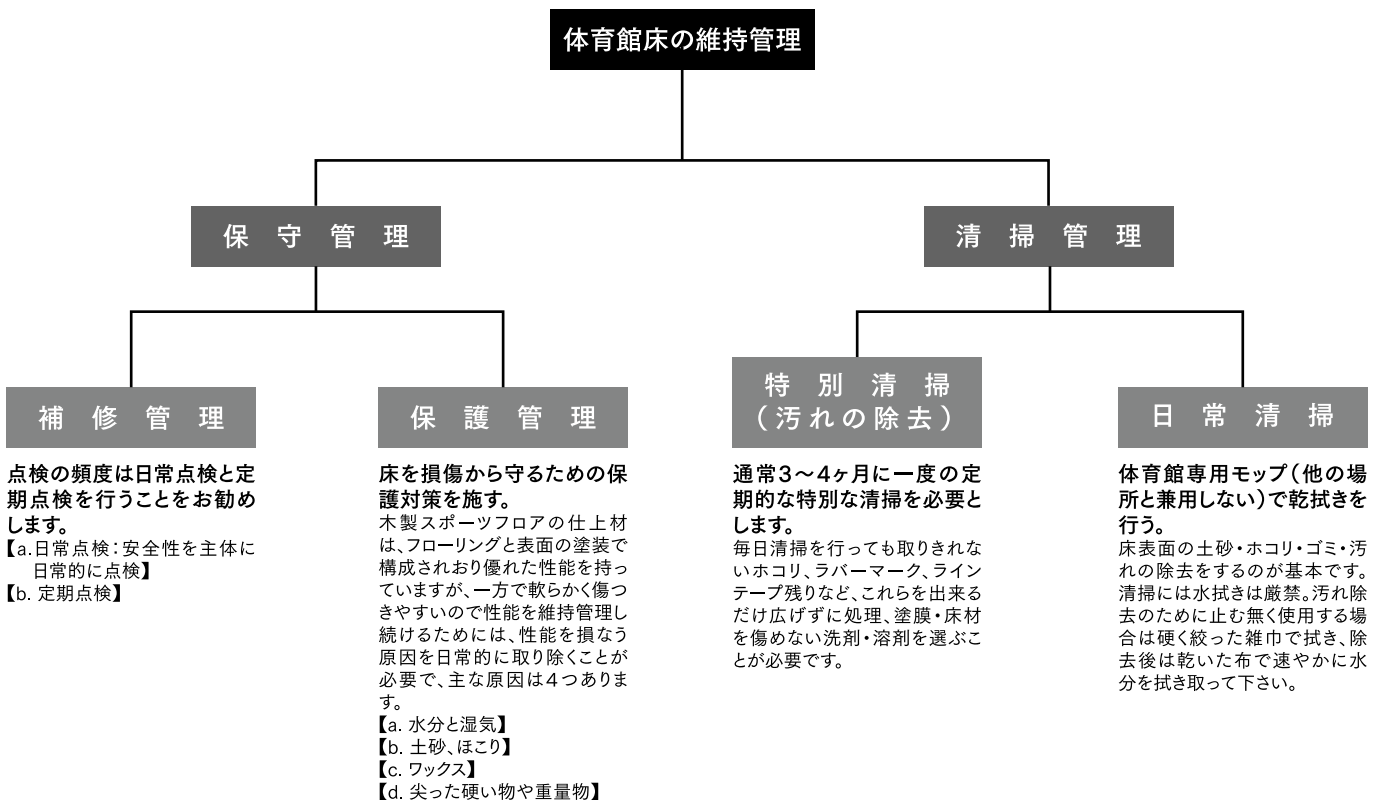 体育館床の維持管理
保守管理
清掃管理
補修管理
点検の頻度は日常点検と定
期点検を行うことをお勧め
します。
【a.日常点検：安全性を主体に
日常的に点検】
【b. 定期点検】
保護管理
床を損傷から守るための保
護対策を施す。
木製スポーツフロアの仕上材
は、フローリングと表面の塗装で
構成されおり優れた性能を持っ
ていますが、一方で軟らかく傷つ
きやすいので性能を維持管理し
続けるためには、性能を損なう
原因を日常的に取り除くことが
必要で、主な原因は4つありま
す。
【a. 水分と湿気】
【b. 土砂、ほこり】
【c. ワックス】
【d. 尖った硬い物や重量物】
特別清掃
（汚れの除去）
通常3〜4ヶ月に一度の定
期的な特別な清掃を必要と
します。
毎日清掃を行っても取りきれな
いホコリ、ラバーマーク、ライン
テープ残りなど、これらを出来る
だけ広げずに処理、塗膜・床材
を傷めない洗剤・溶剤を選ぶこ
とが必要です。
日常清掃
体育館専用モップ（他の場
所と兼用しない）で乾拭きを
行う。
床表面の土砂・ホコリ・ゴミ・汚
れの除去をするのが基本です。
清掃には水拭きは厳禁。汚れ除
去のために止む無く使用する場
合は硬く絞った雑巾で拭き、除
去後は乾いた布で速やかに水
分を拭き取って下さい。